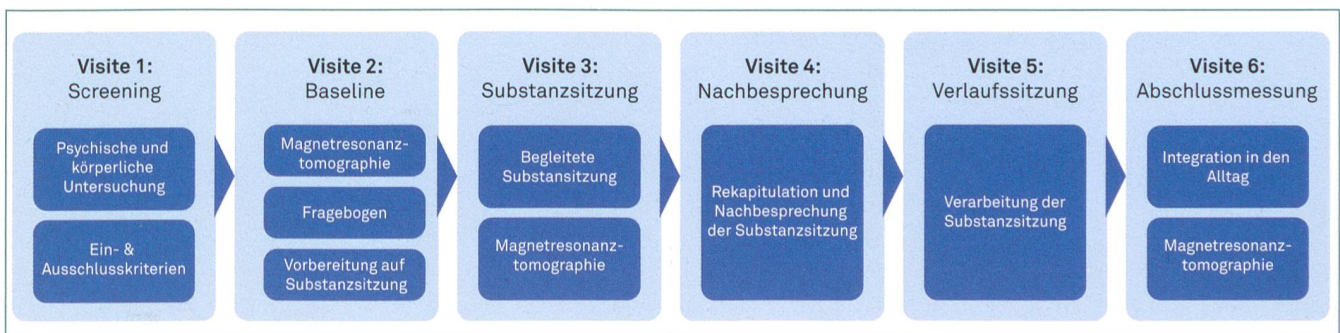 Visite 1:
Screening
Psychische und
körperliche
Untersuchung
Ein- &
Ausschlusskriterien
Visite 2:
Baseline
Magnetresonanz-
tomographie
Fragebogen
Vorbereitung auf
Substanzsitzung
Visite 3:
Substanzsitzung
Begleitete
Substansitzung
Magnetresonanz-
tomographie
Visite 4:
Nachbesprechung
Rekapitulation und
Nachbesprechung
der Substanzsitzung
Visite 5:
Verlaufssitzung
Verarbeitung der
Substanzsitzung
Visite 6:
Abschlussmessung
Integration in den
Alltag
Magnetresonanz-
tomographie